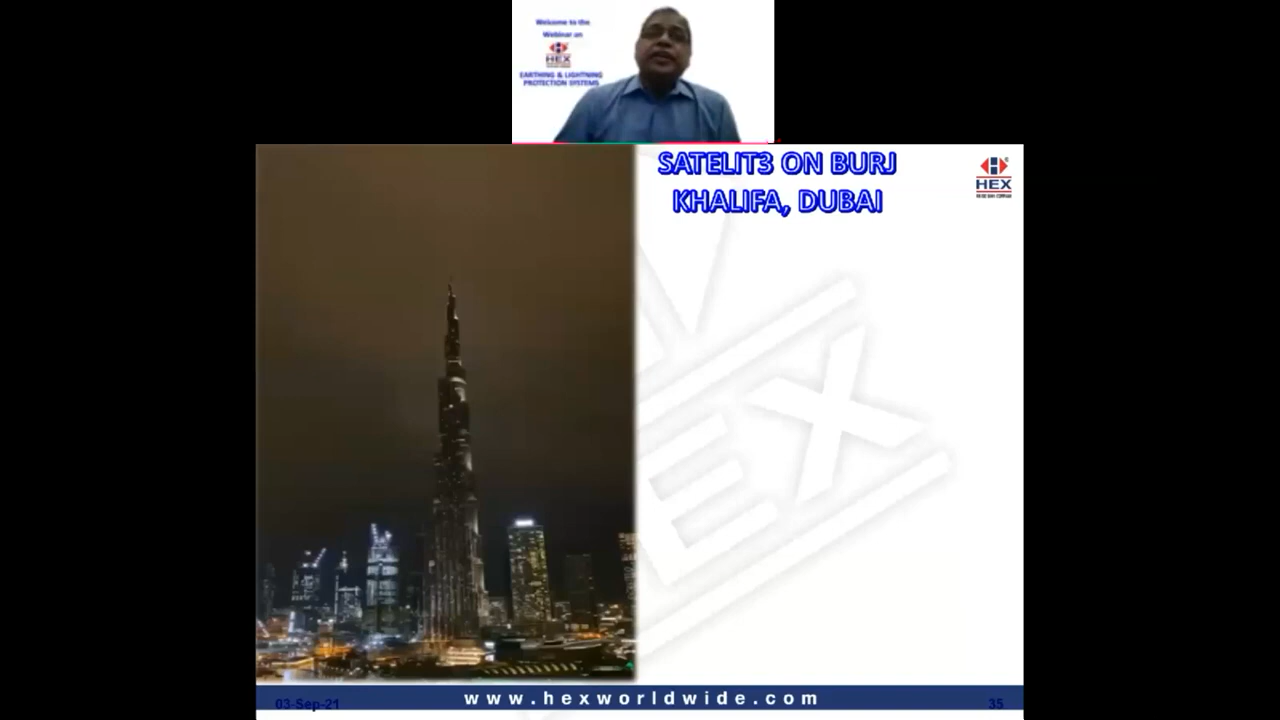 Welcome to the
Webinar on
HEX
EARTHING & LIGHTNING
PROTECTION SYSTEMS
SATELIT3 ON BURJ
KHALIFA, DUBAI
HEX
www.hexworldwide.com
03-Sep-21
35